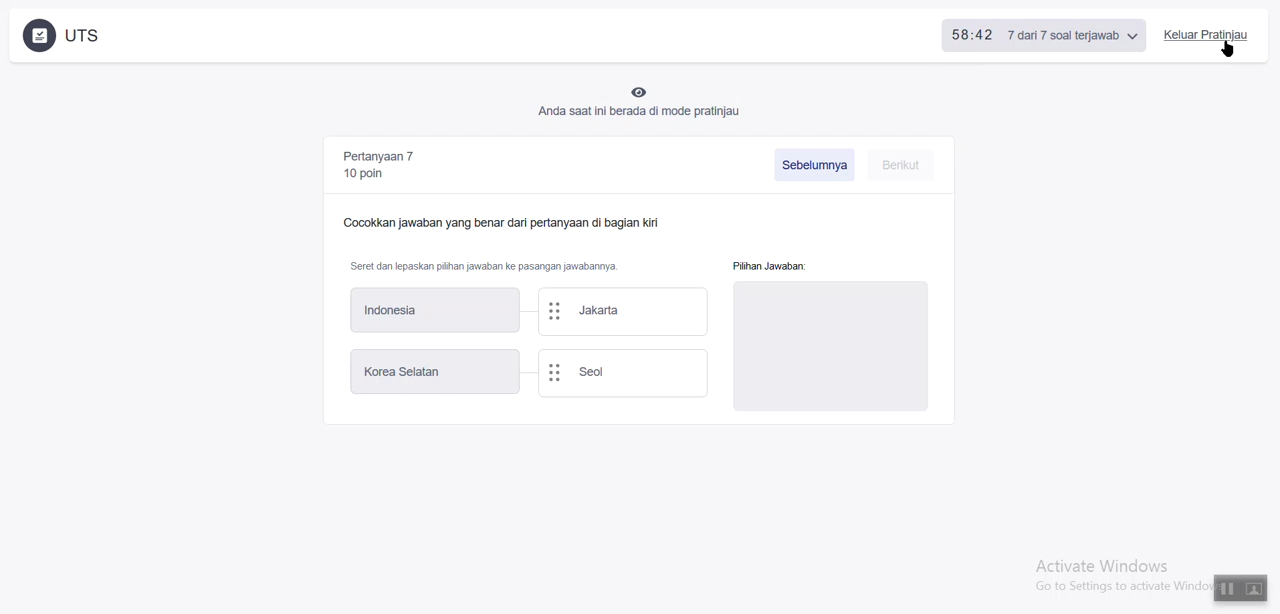 UTS
58:42 7 dari 7 soal terjawab
Keluar Pratinjau
Anda saat ini berada di mode pratinjau
Pertanyaan 7
10 poin
Sebelumnya
Berikut
Cocokkan jawaban yang benar dari pertanyaan di bagian kiri
Seret dan lepaskan pilihan jawaban ke pasangan jawabannya.
Pilihan Jawaban:
Indonesia
Jakarta
Korea Selatan
Seol
Activate Windows
Go to Settings to activate Windows